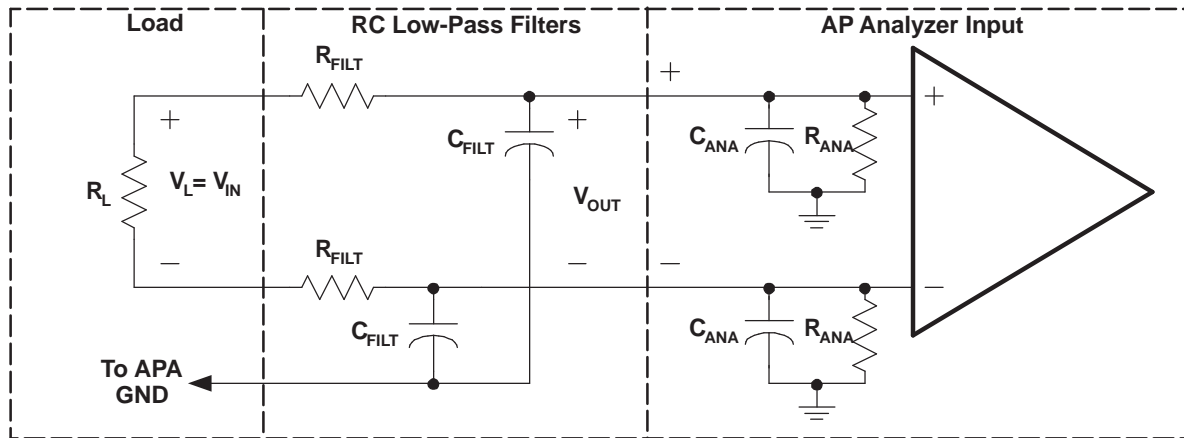 Load
RC Low-Pass Filters
AP Analyzer Input
R_FILT
+
+
+
+
C_FILT
C_ANA
R_ANA
R_L
V_L= V_IN
V_OUT
R_FILT
−
−
−
−
C_FILT
C_ANA
R_ANA
To APA
GND